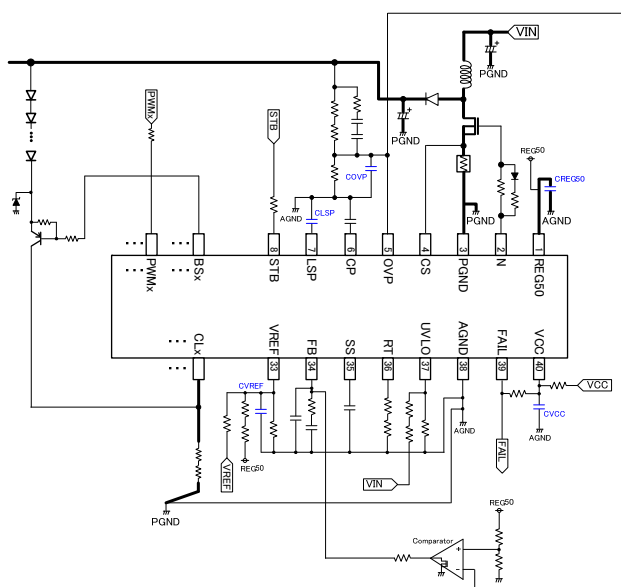 VIN
PGND
PGND
PWMx
STB
REG50
COVP
CREG50
AGND
CLSP
PGND
AGND
8
7
6
5
4
3
2
1
PWMx
BSx
STB
LSP
CP
OVP
CS
PGND
N
REG50
CLx
VREF
FB
SS
RT
UVLO
AGND
FAIL
VCC
33
34
35
36
37
38
39
40
CVREF
VCC
CVCC
AGND
AGND
VREF
REG50
FAIL
VIN
REG50
PGND
Comparator
+
-